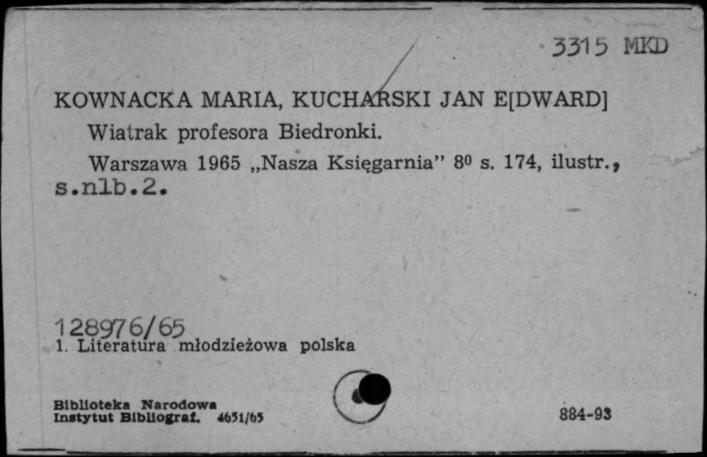 3315 MKD
KOWNACKA MARIA, KUCHARSKI JAN E[DWARD]
Wiatrak profesora Biedronki.
Warszawa 1965 „Nasza Księgarnia” 8⁰ s. 174, ilustr.,
s.nlb.2.
128976/65
1. Literatura młodzieżowa polska
Biblioteka Narodowa
Instytut Bibliograf. 4651/65
884-93